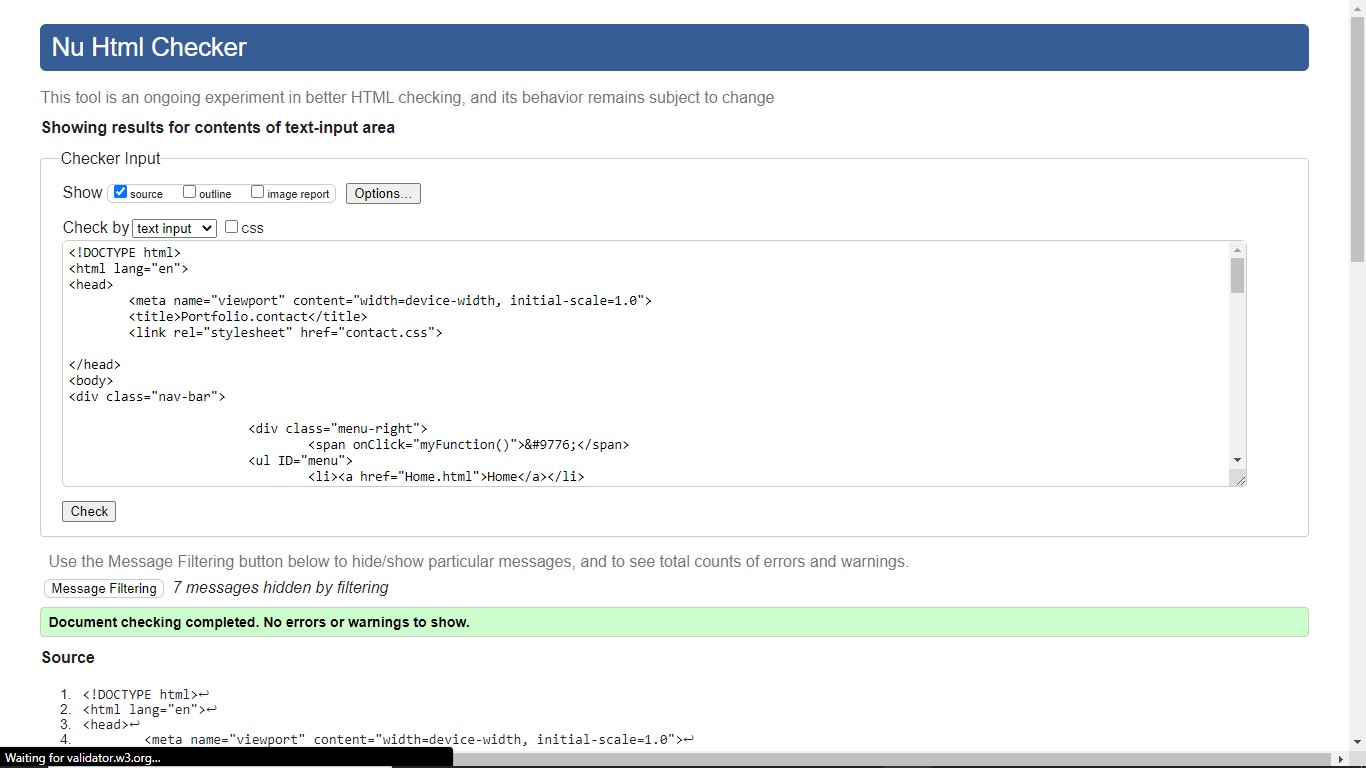 Nu Html Checker
This tool is an ongoing experiment in better HTML checking, and its behavior remains subject to change
Showing results for contents of text-input area
Checker Input
Show source outline image report Options...
Check by text input css
<!DOCTYPE html>
<html lang="en">
<head>
<meta name="viewport" content="width=device-width, initial-scale=1.0">
<title>Portfolio.contact</title>
<link rel="stylesheet" href="contact.css">
</head>
<body>
<div class="nav-bar">
<div class="menu-right">
<span onClick="myFunction()">&#9776;</span>
<ul ID="menu">
<li><a href="Home.html">Home</a></li>
Check
Use the Message Filtering button below to hide/show particular messages, and to see total counts of errors and warnings.
Message Filtering 7 messages hidden by filtering
Document checking completed. No errors or warnings to show.
Source
1. <!DOCTYPE html>↩
2. <html lang="en">↩
3. <head>↩
4. <meta name="viewport" content="width=device-width, initial-scale=1.0">↩
Waiting for validator.w3.org...